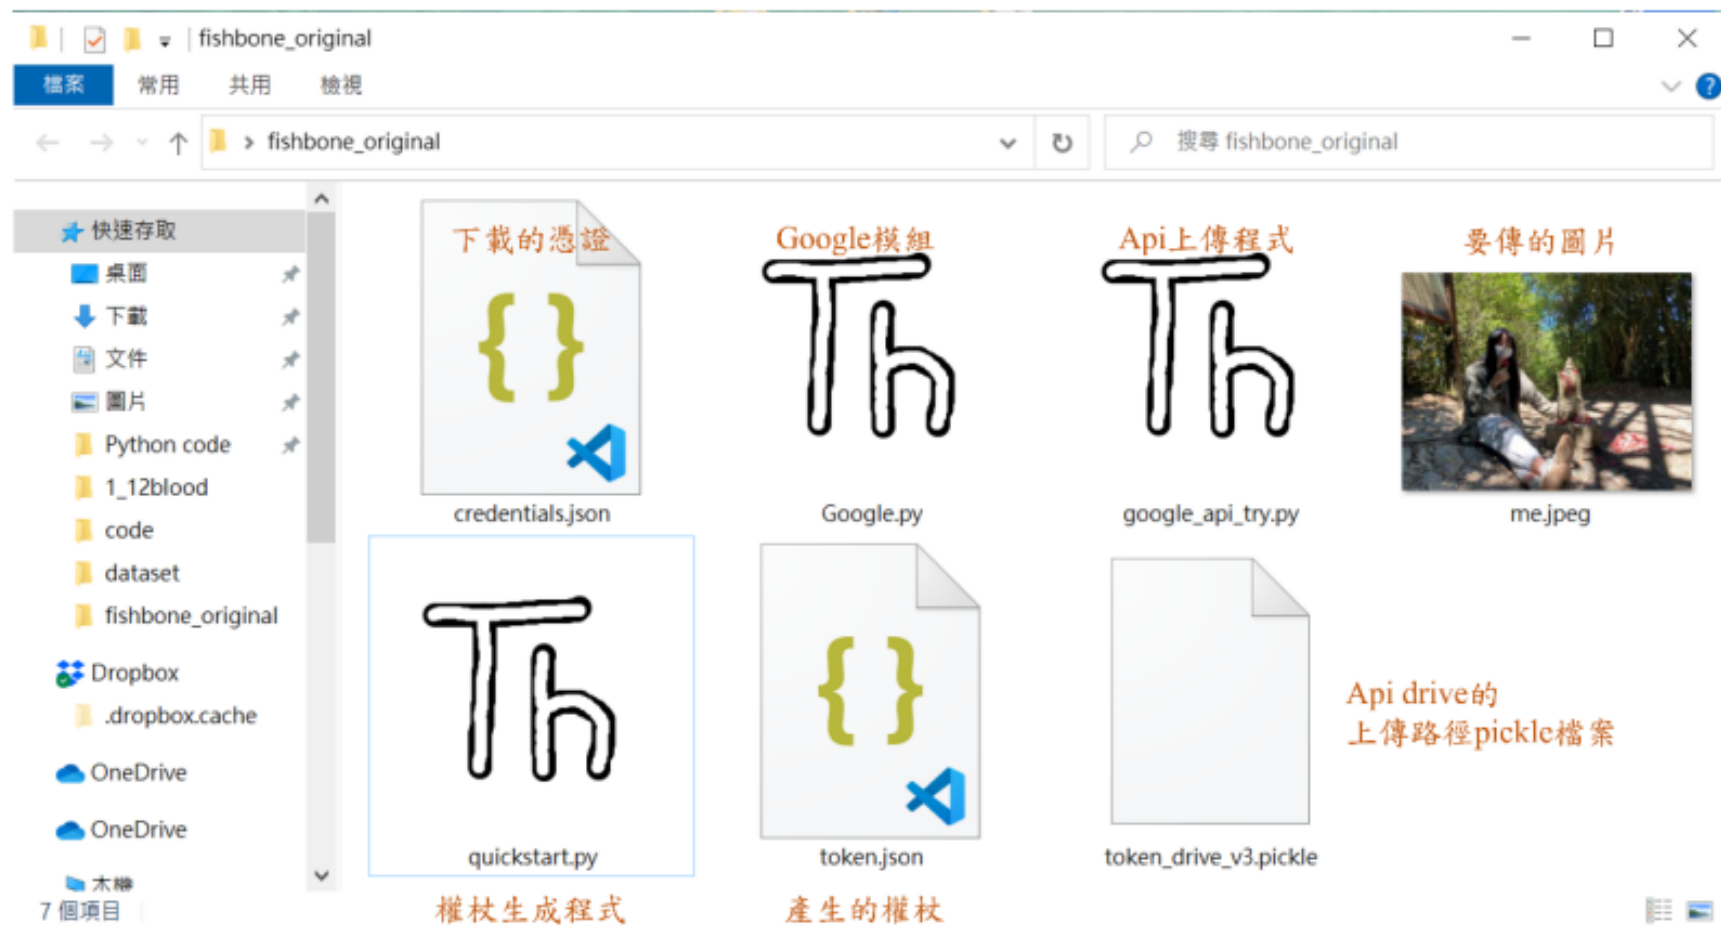 fishbone_original
檔案 常用 共用 檢視
?
fishbone_original
搜尋 fishbone_original
快速存取
桌面
下載
文件
圖片
Python code
1_12blood
code
dataset
fishbone_original
Dropbox
.dropbox.cache
OneDrive
OneDrive
本機
7 個項目
下載的憑證
Google模組
Api上傳程式
要傳的圖片
Th
Th
credentials.json
Google.py
google_api_try.py
me.jpeg
Th
Api drive的
上傳路徑pickle檔案
quickstart.py
token.json
token_drive_v3.pickle
權杖生成程式
產生的權杖